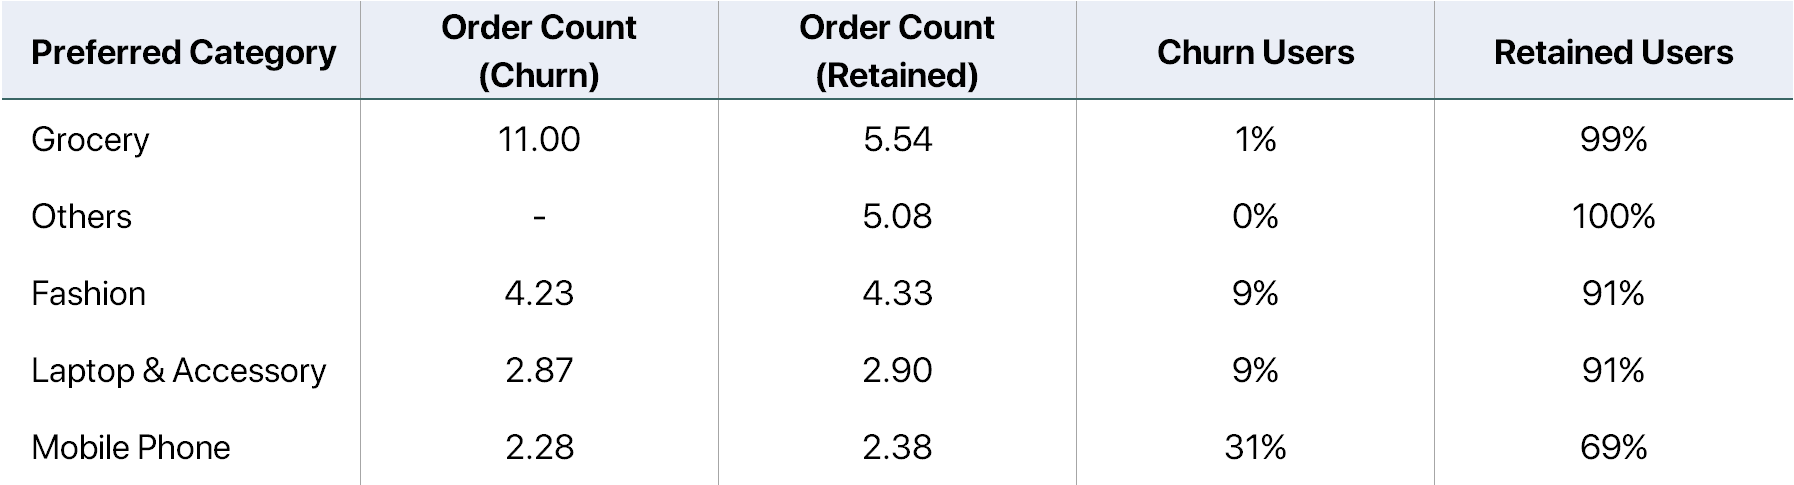 Preferred Category Order Count (Churn) Order Count (Retained) Churn Users Retained Users
Grocery 11.00 5.54 1% 99%
Others - 5.08 0% 100%
Fashion 4.23 4.33 9% 91%
Laptop & Accessory 2.87 2.90 9% 91%
Mobile Phone 2.28 2.38 31% 69%